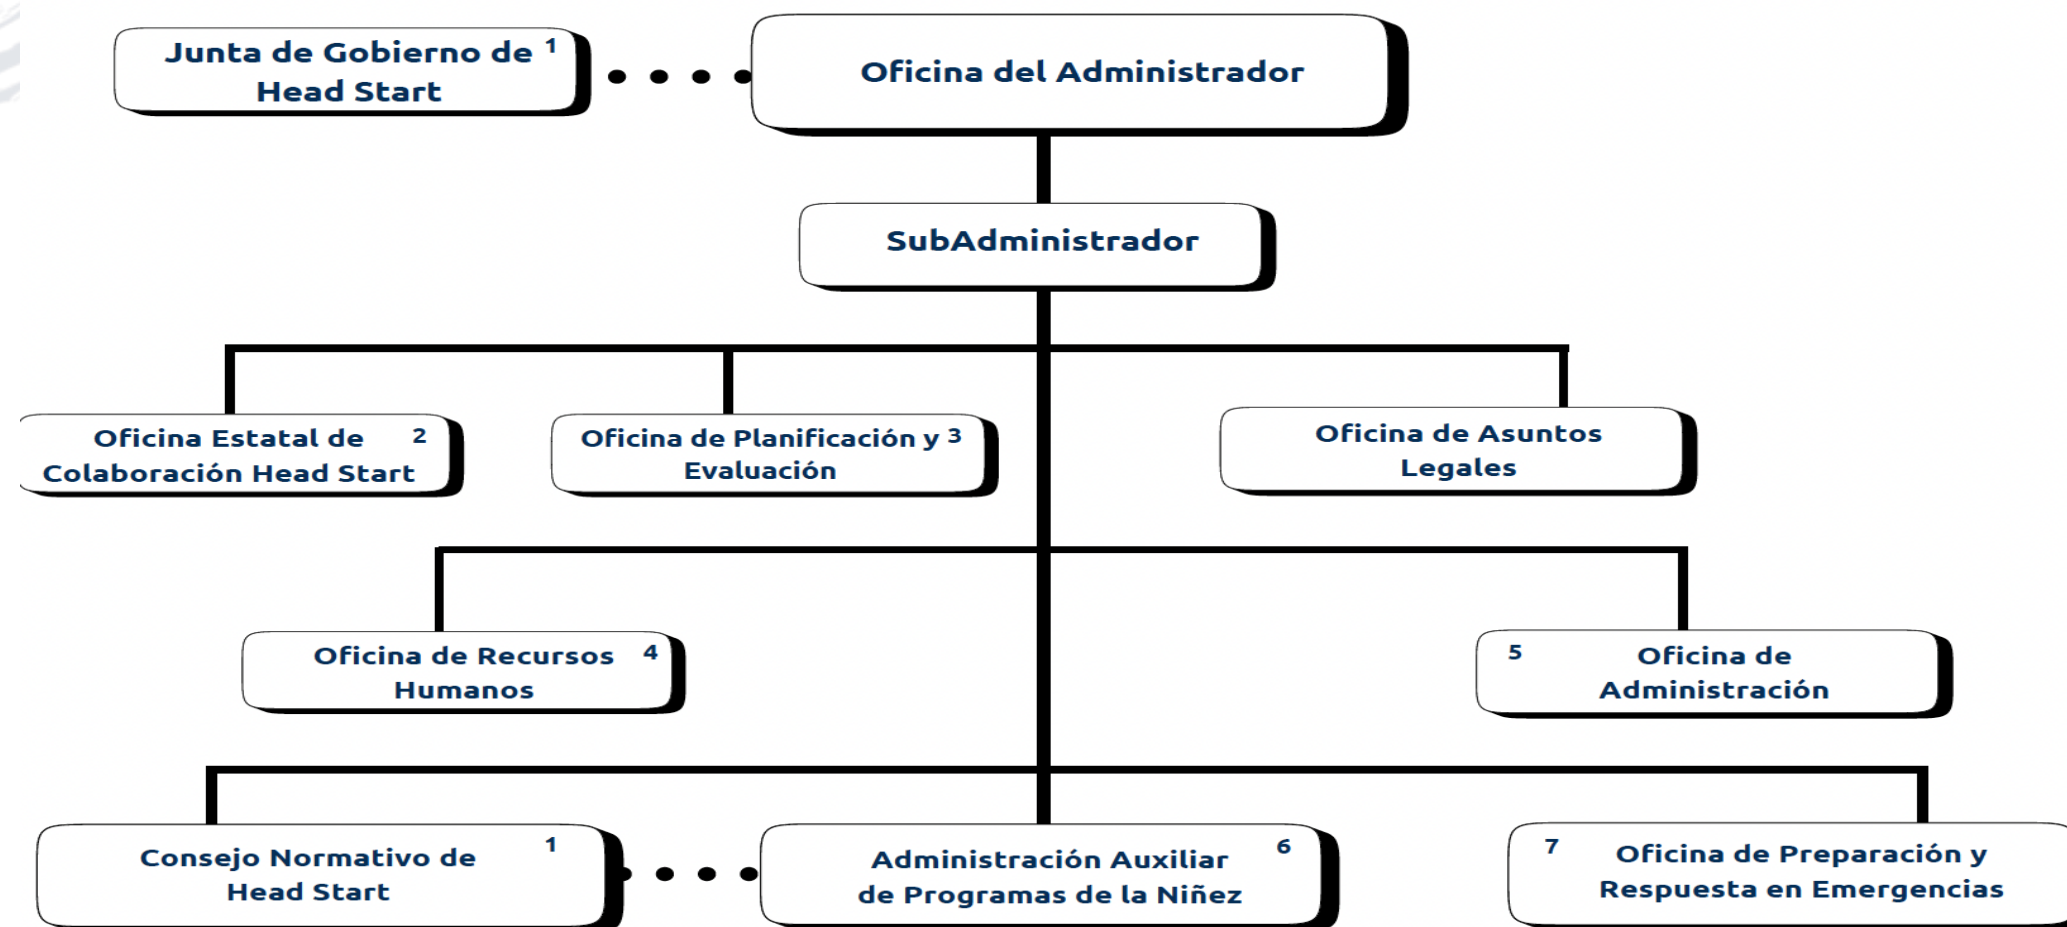 Junta de Gobierno de 1
Head Start
Oficina del Administrador
SubAdministrador
Oficina Estatal de 2
Colaboración Head Start
Oficina de Planificación y 3
Evaluación
Oficina de Asuntos
Legales
Oficina de Recursos 4
Humanos
5 Oficina de
Administración
Consejo Normativo de 1
Head Start
Administración Auxiliar 6
de Programas de la Niñez
7 Oficina de Preparación y
Respuesta en Emergencias